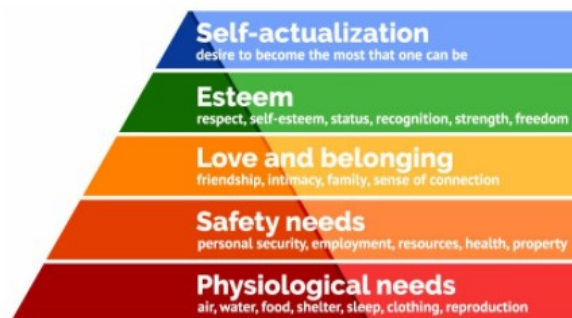 Self-actualization
desire to become the most that one can be
Esteem
respect, self-esteem, status, recognition, strength, freedom
Love and belonging
friendship, intimacy, family, sense of connection
Safety needs
personal security, employment, resources, health, property
Physiological needs
air, water, food, shelter, sleep, clothing, reproduction